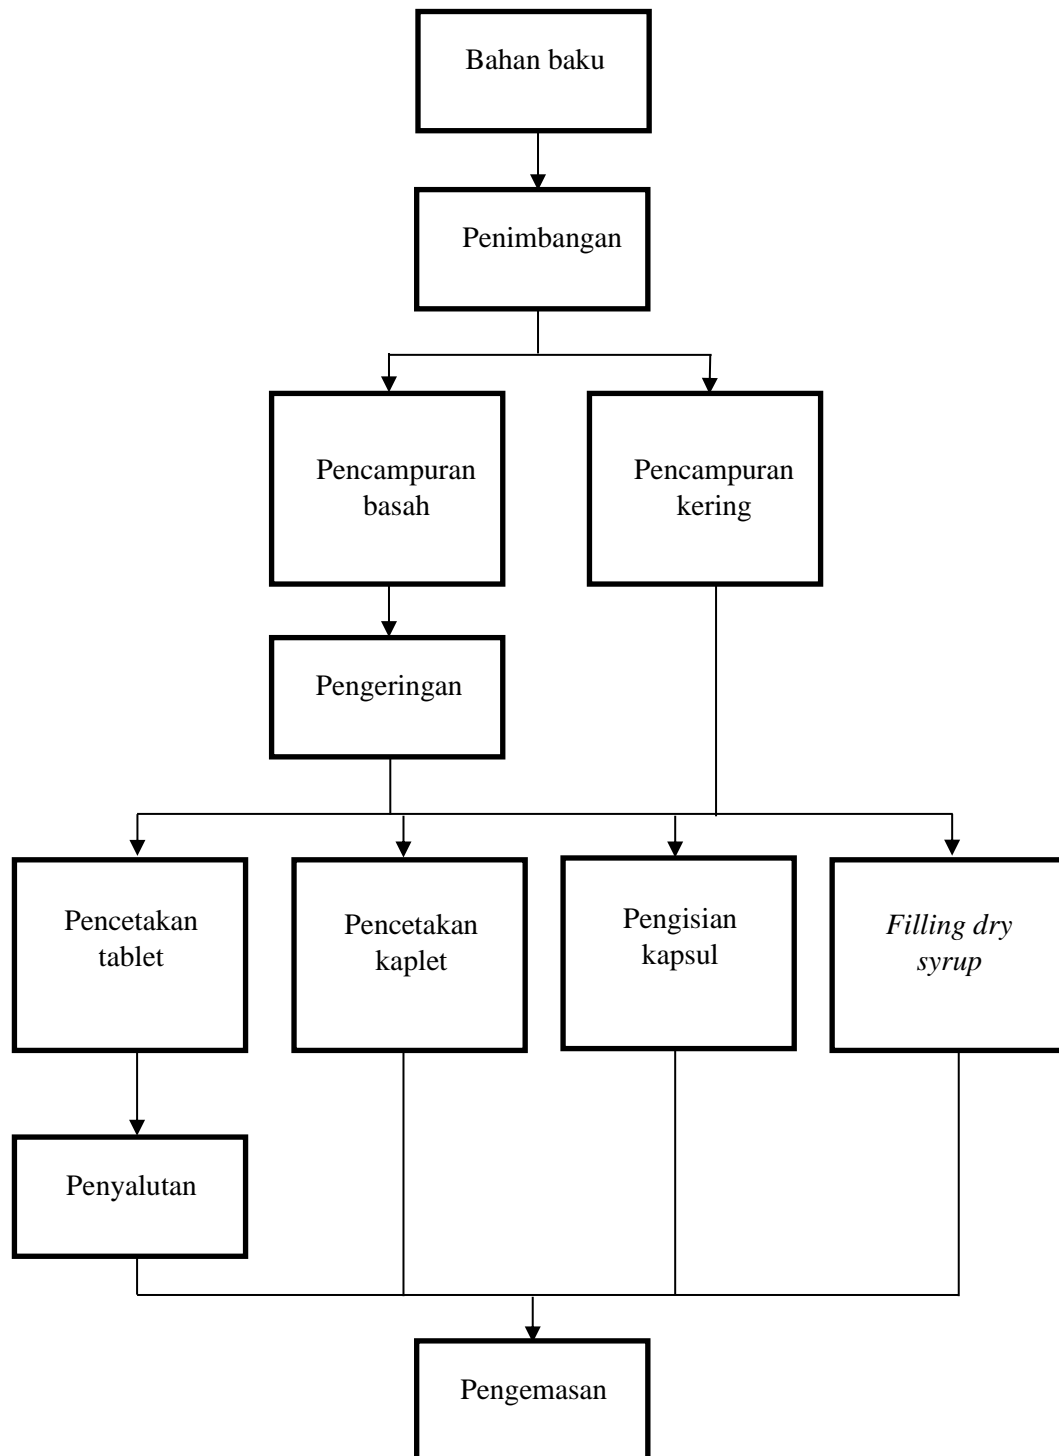 Bahan baku
Penimbangan
Pencampuran
basah
Pencampuran
kering
Pengeringan
Pencetakan
tablet
Pencetakan
kaplet
Pengisian
kapsul
Filling dry
syrup
Penyalutan
Pengemasan